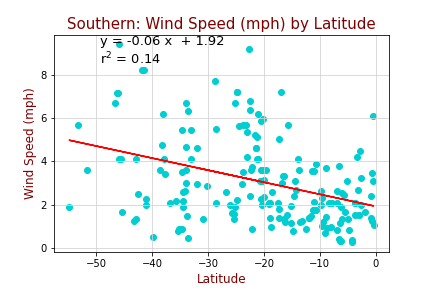 Southern: Wind Speed (mph) by Latitude
y = -0.06 x + 1.92
r² = 0.14
Wind Speed (mph)
8
6
4
2
0
−50
−40
−30
−20
−10
0
Latitude